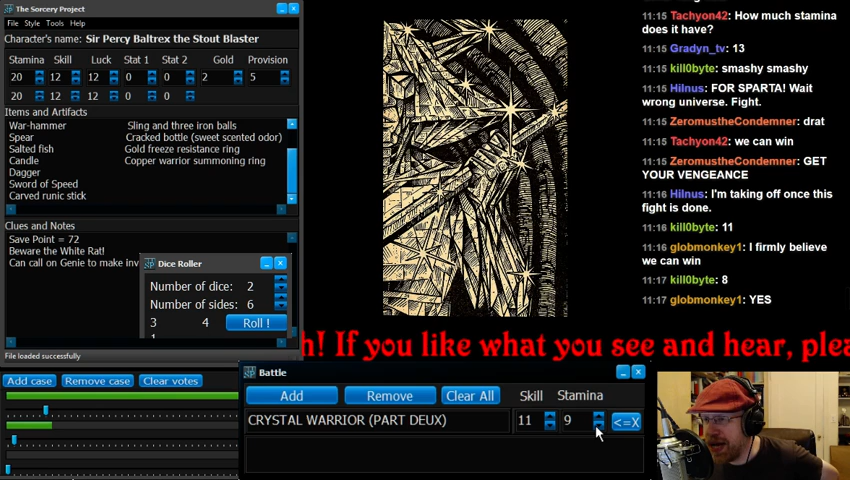 The Sorcery Project
File Style Tools Help
Character's name: Sir Percy Baltrex the Stout Blaster
Stamina Skill Luck Stat 1 Stat 2 Gold Provision
20 12 12 0 0 2 5
20 12 12 0 0
Items and Artifacts
War-hammer Sling and three iron balls
Spear Cracked bottle (sweet scented odor)
Salted fish Gold freeze resistance ring
Candle Copper warrior summoning ring
Dagger
Sword of Speed
Carved runic stick
Clues and Notes
Save Point = 72
Beware the White Rat!
Can call on Genie to make inv
Dice Roller
Number of dice: 2
Number of sides: 6
3 4 Roll !
File loaded successfully
Add case Remove case Clear votes
h! If you like what you see and hear, plea
Battle
Add Remove Clear All Skill Stamina
CRYSTAL WARRIOR (PART DEUX) 11 9 <=X
11:15 Tachyon42: How much stamina
does it have?
11:15 Gradyn_tv: 13
11:15 kill0byte: smashy smashy
11:15 Hilnus: FOR SPARTA! Wait
wrong universe. Fight.
11:15 ZeromustheCondemner: drat
11:15 Tachyon42: we can win
11:15 ZeromustheCondemner: GET
YOUR VENGEANCE
11:16 Hilnus: I'm taking off once this
fight is done.
11:16 kill0byte: 11
11:16 globmonkey1: I firmly believe
we can win
11:17 kill0byte: 8
11:17 globmonkey1: YES